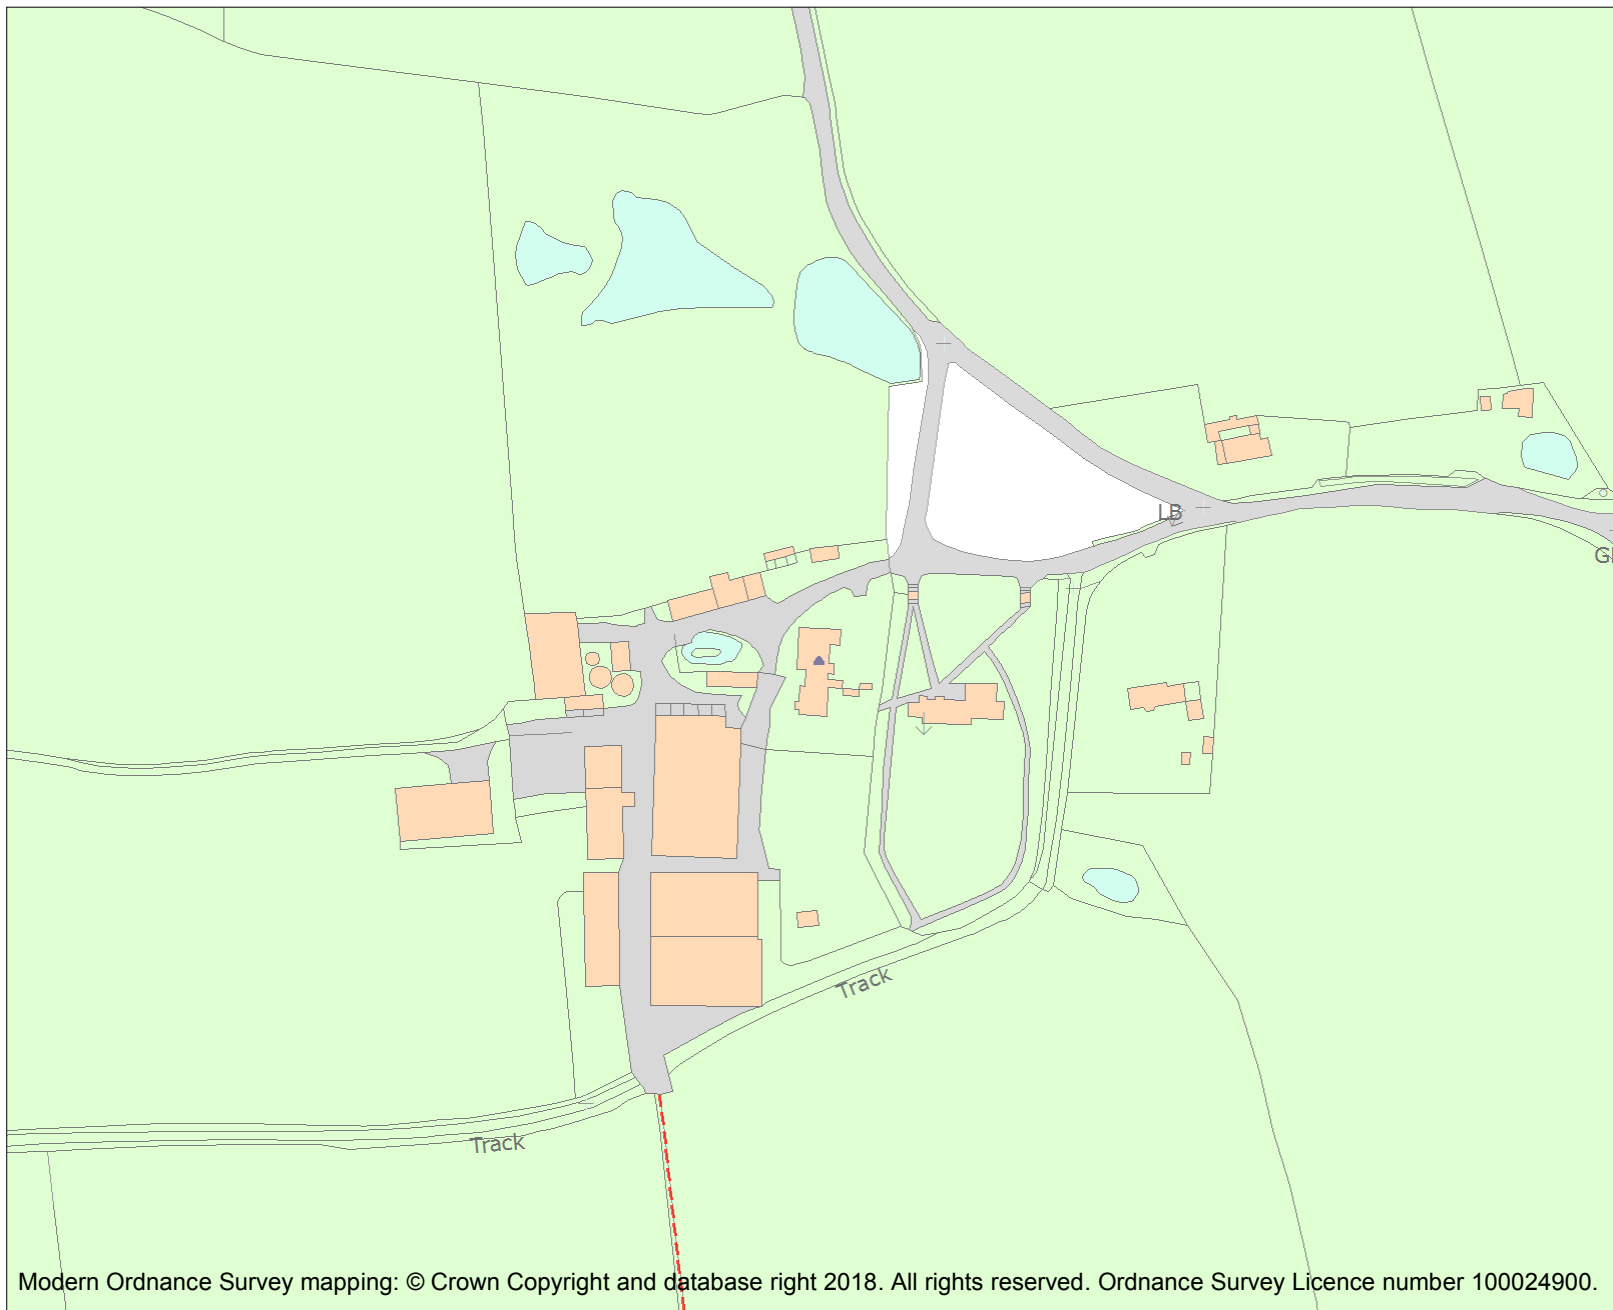 LB
Track
Track
Modern Ordnance Survey mapping: © Crown Copyright and database right 2018. All rights reserved. Ordnance Survey Licence number 100024900.